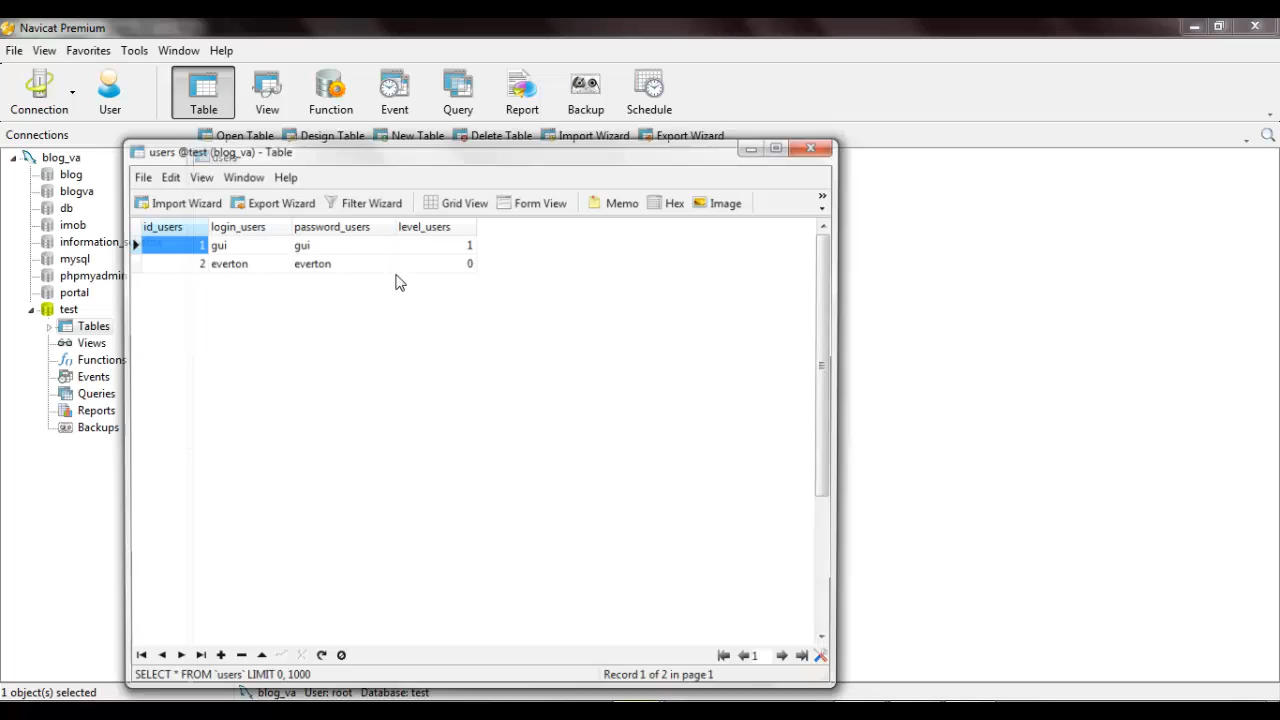 Navicat Premium
File View Favorites Tools Window Help
Connection User Table View Function Event Query Report Backup Schedule
Connections
Open Table Design Table New Table Delete Table Import Wizard Export Wizard
blog_va
blog
blogva
db
imob
information_s
mysql
phpmyadmin
portal
test
Tables
Views
Functions
Events
Queries
Reports
Backups
users @test (blog_va) - Table
users
File Edit View Window Help
Import Wizard Export Wizard Filter Wizard Grid View Form View Memo Hex Image
id_users login_users password_users level_users
1 gui gui 1
2 everton everton 0
1
SELECT * FROM `users` LIMIT 0, 1000 Record 1 of 2 in page 1
1 object(s) selected blog_va User: root Database: test